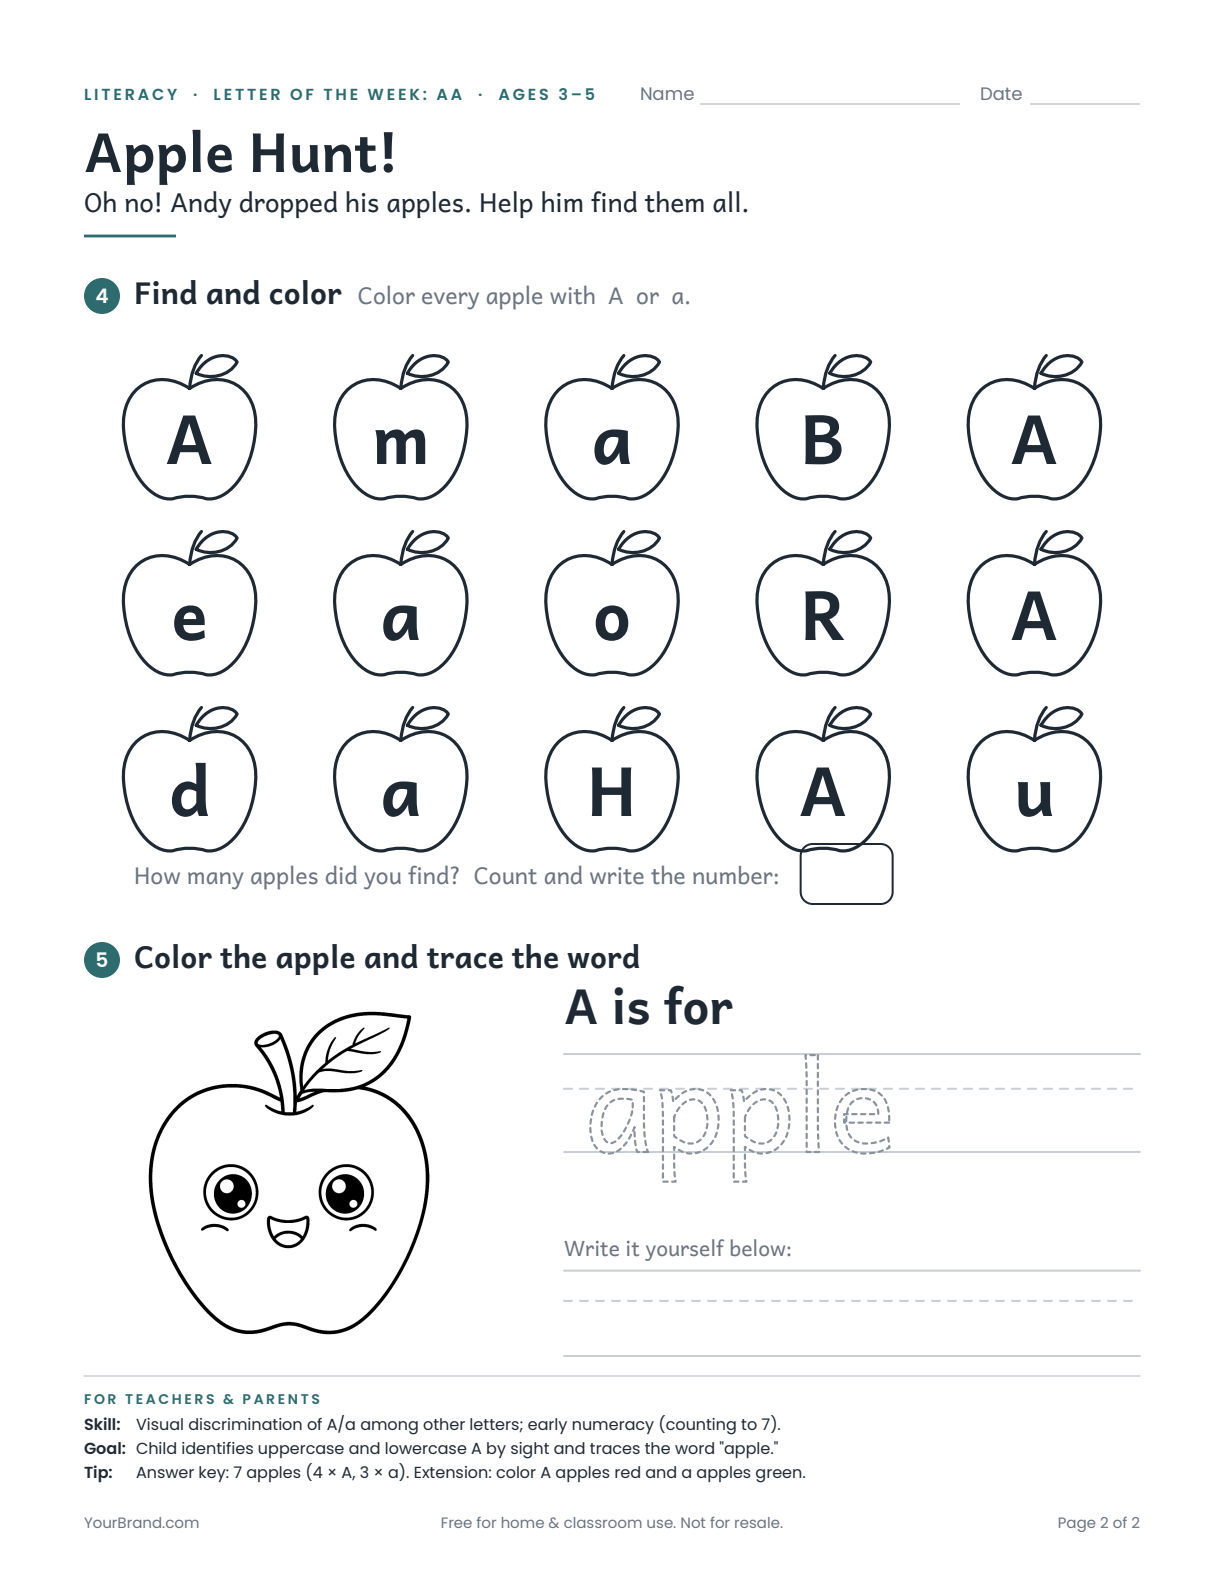 LITERACY · LETTER OF THE WEEK: AA · AGES 3–5 Name Date
Apple Hunt!
Oh no! Andy dropped his apples. Help him find them all.
4 Find and color Color every apple with A or a.
A m a B A
e a o R A
d a H A u
How many apples did you find? Count and write the number:
5 Color the apple and trace the word
A is for
apple
Write it yourself below:
FOR TEACHERS & PARENTS
Skill: Visual discrimination of A/a among other letters; early numeracy (counting to 7).
Goal: Child identifies uppercase and lowercase A by sight and traces the word "apple."
Tip: Answer key: 7 apples (4 × A, 3 × a). Extension: color A apples red and a apples green.
YourBrand.com Free for home & classroom use. Not for resale. Page 2 of 2